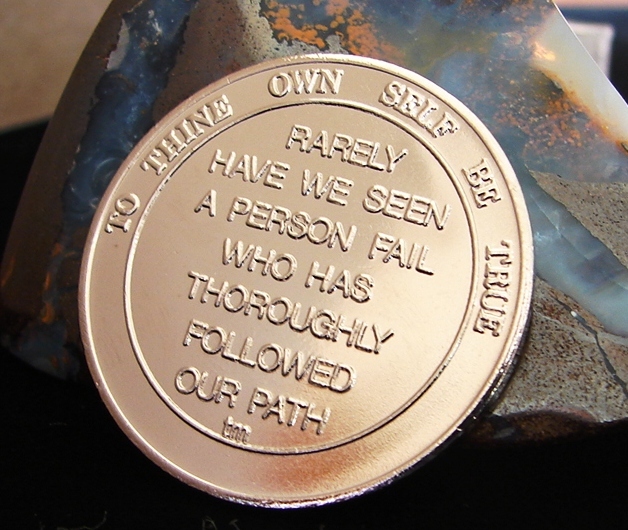 TO THINE OWN SELF BE TRUE
RARELY
HAVE WE SEEN
A PERSON FAIL
WHO HAS
THOROUGHLY
FOLLOWED
OUR PATH
tm